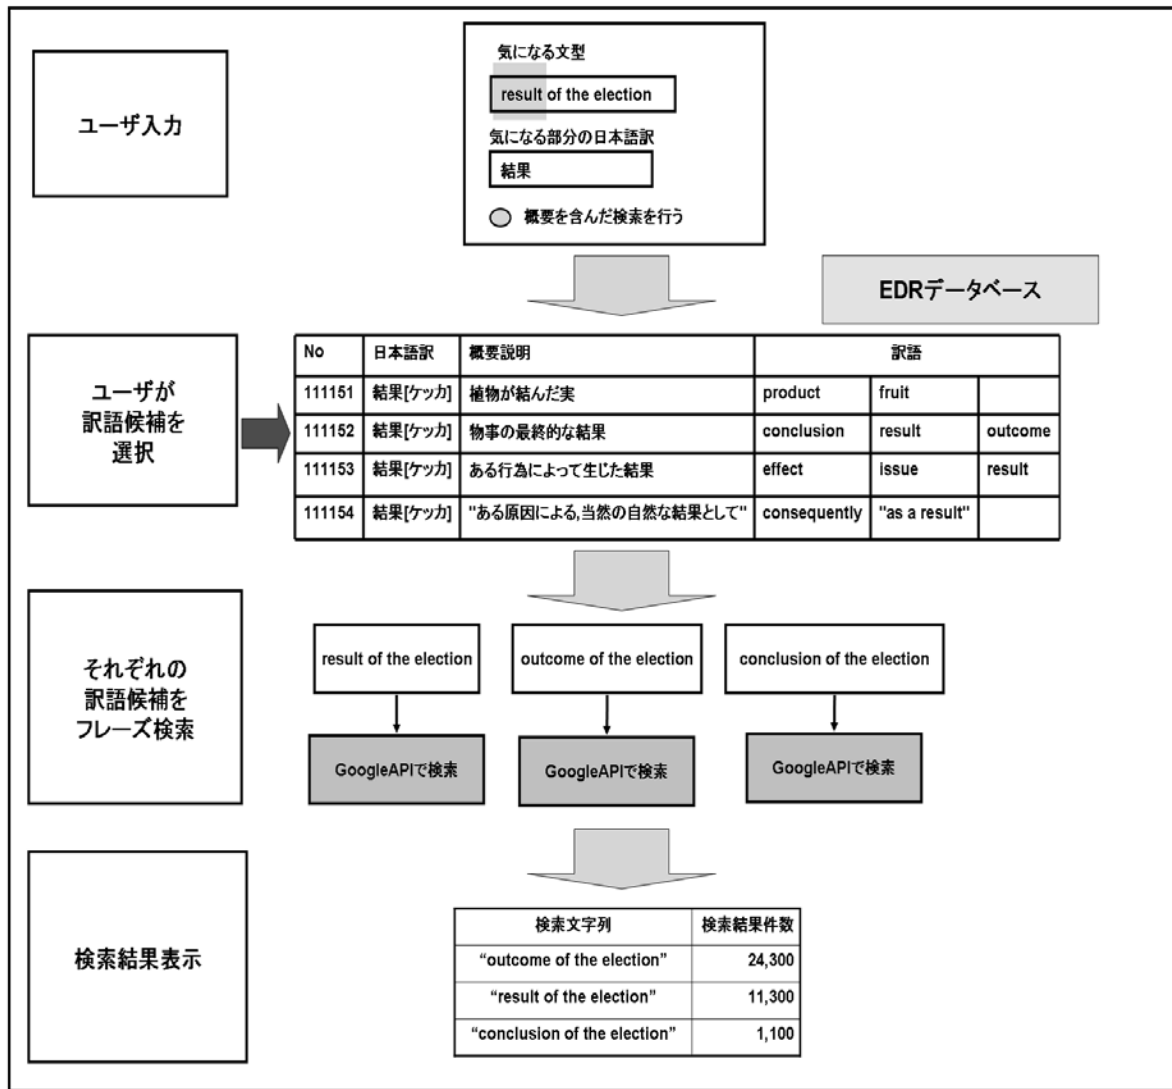 ユーザ入力
気になる文型
result of the election
気になる部分の日本語訳
結果
概要を含んだ検索を行う
EDRデータベース
ユーザが
訳語候補を
選択
No 日本語訳 概要説明 訳語
111151 結果[ケッカ] 植物が結んだ実 product fruit
111152 結果[ケッカ] 物事の最終的な結果 conclusion result outcome
111153 結果[ケッカ] ある行為によって生じた結果 effect issue result
111154 結果[ケッカ] "ある原因による,当然の自然な結果として" consequently "as a result"
それぞれの
訳語候補を
フレーズ検索
result of the election outcome of the election conclusion of the election
GoogleAPIで検索 GoogleAPIで検索 GoogleAPIで検索
検索結果表示
検索文字列 検索結果件数
“outcome of the election” 24,300
“result of the election” 11,300
“conclusion of the election” 1,100